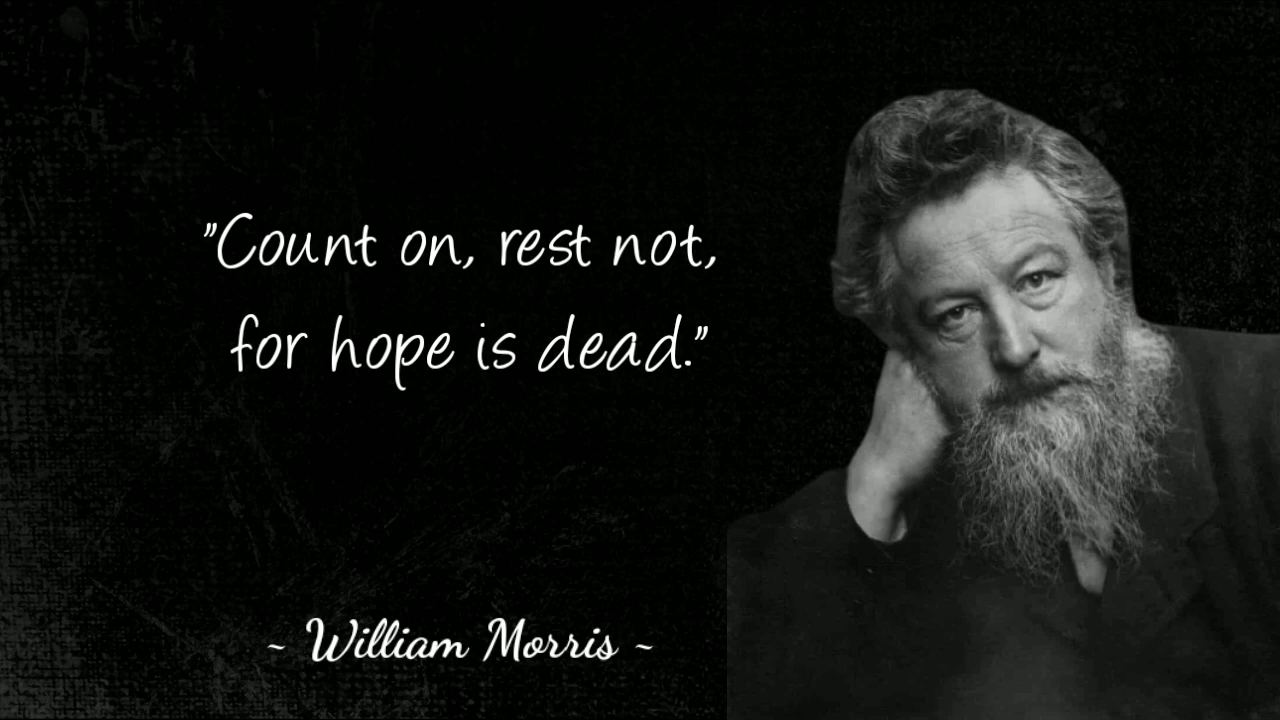 "Count on, rest not,
for hope is dead."
~ William Morris ~